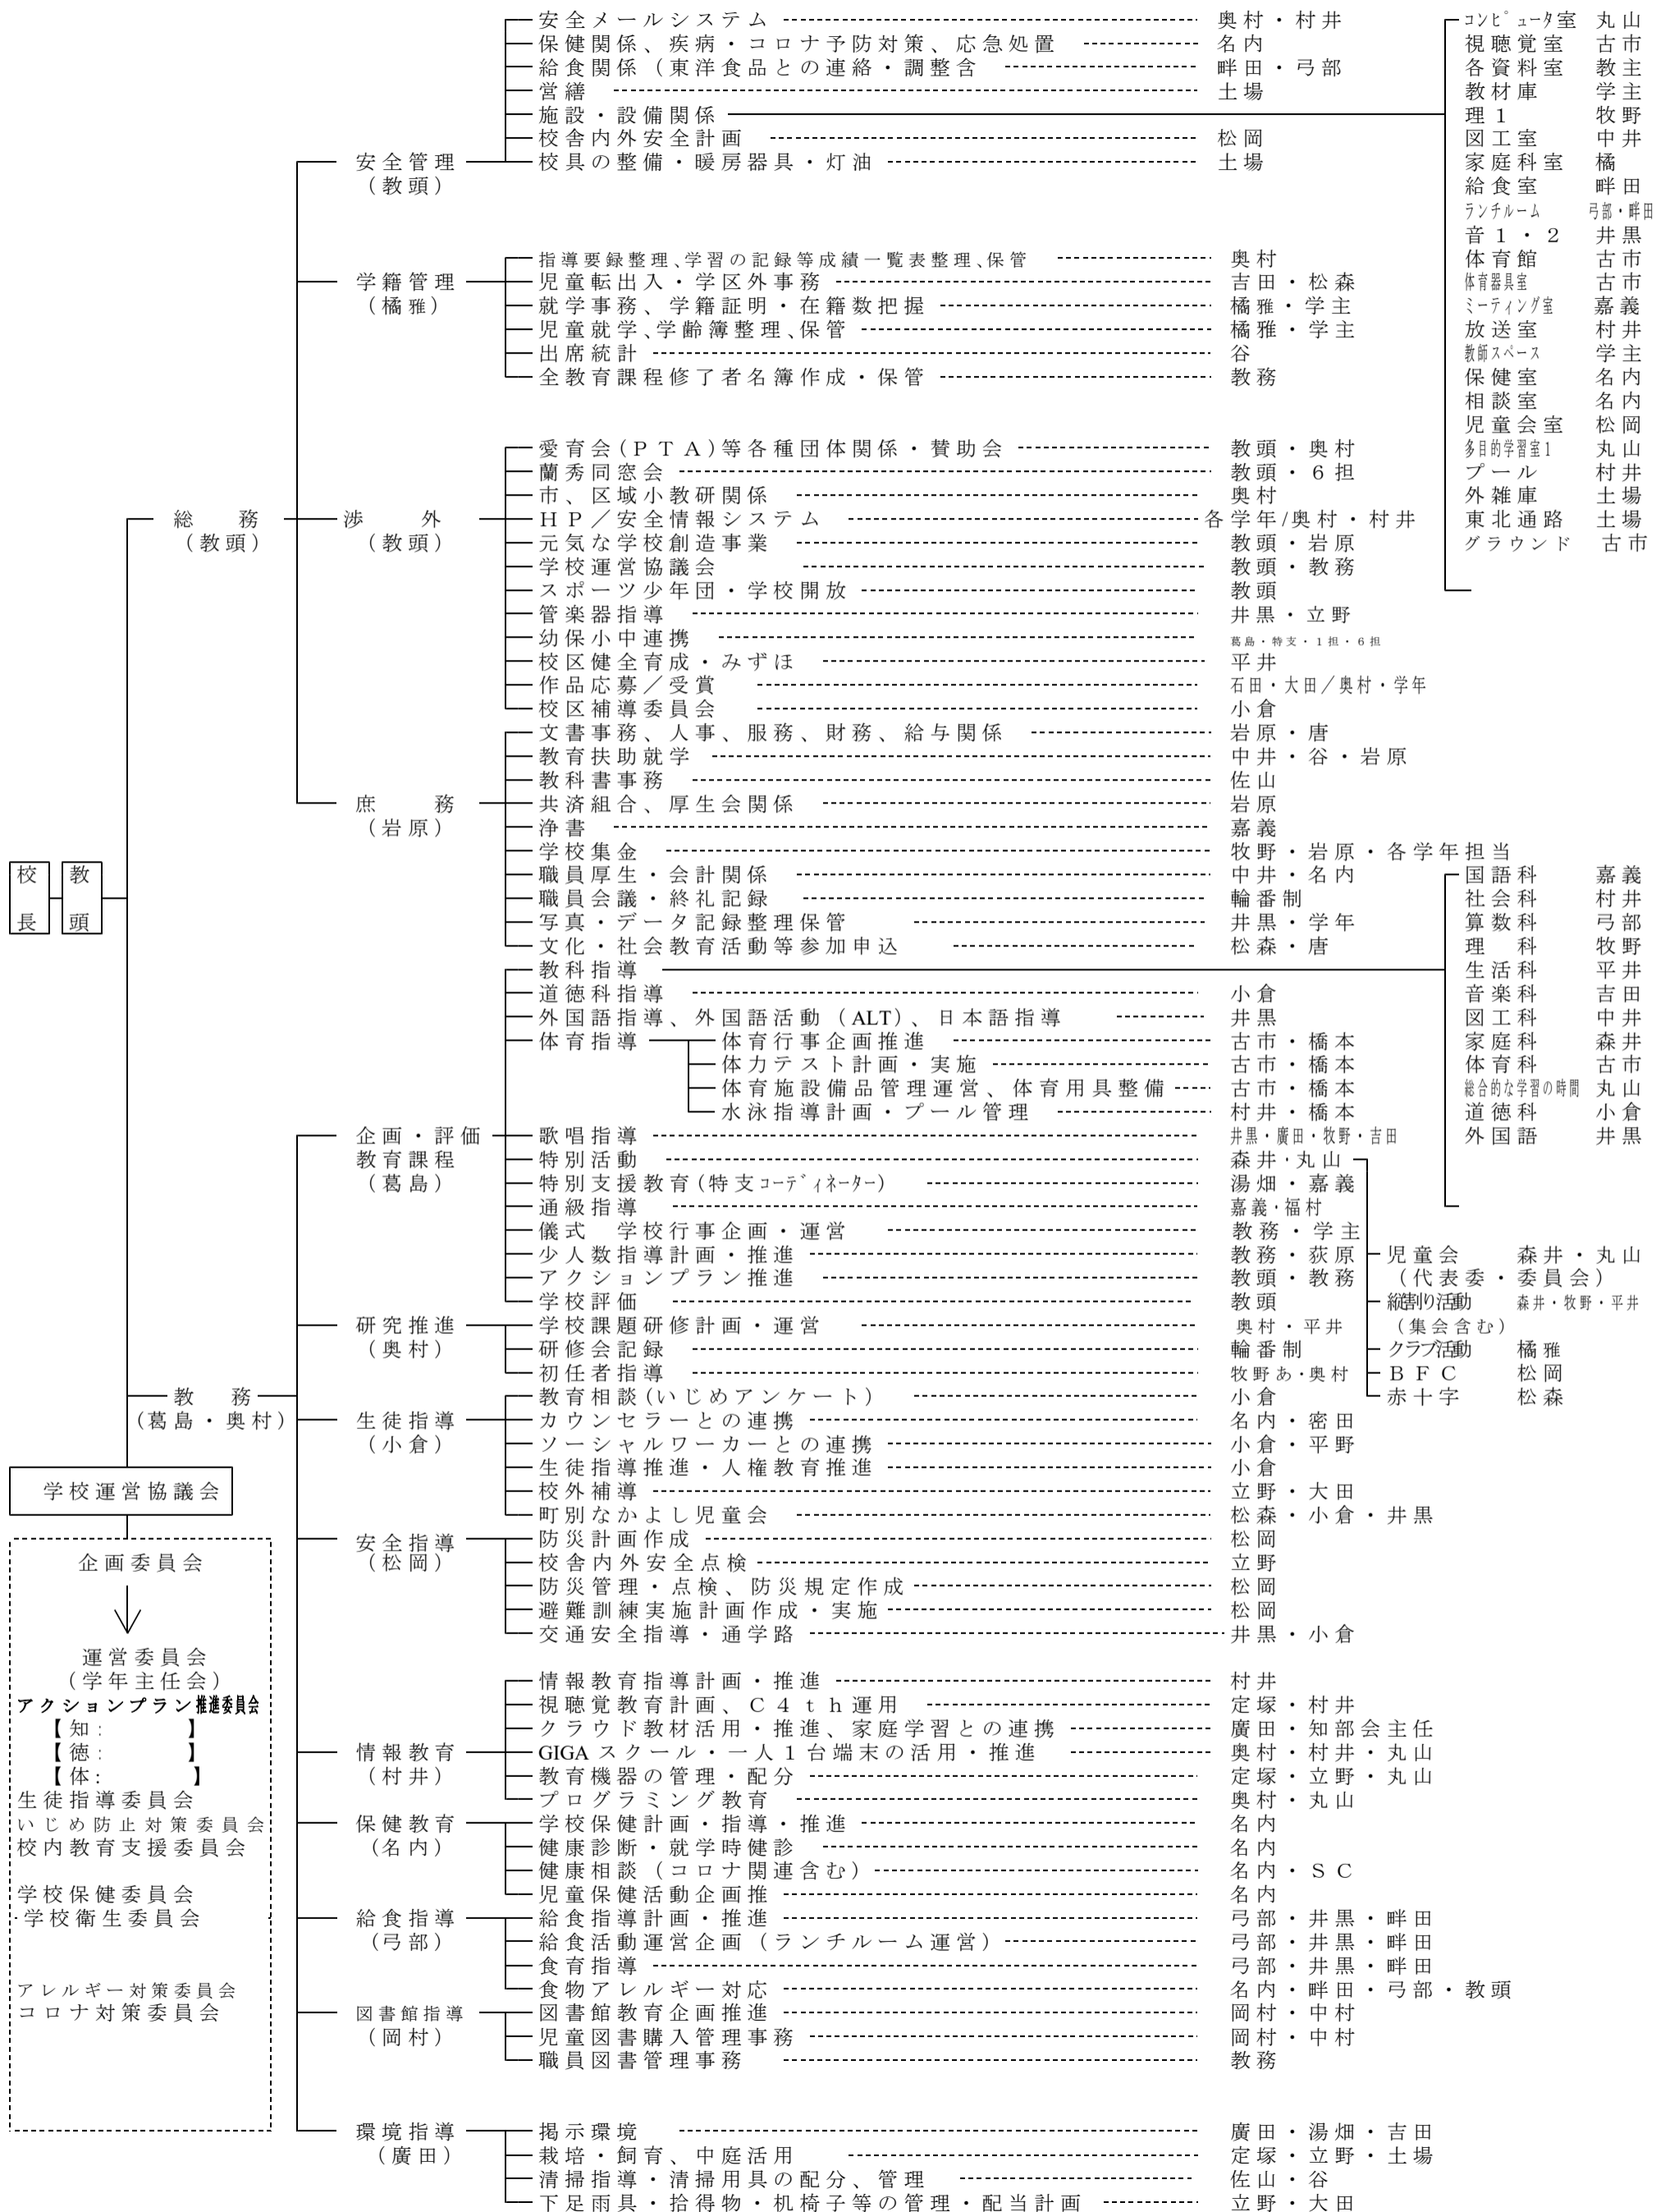 校長
教頭
総務
（教頭）
安全管理
（教頭）
安全メールシステム 奥村・村井
保健関係、疾病・コロナ予防対策、応急処置 名内
給食関係（東洋食品との連絡・調整含 畔田・弓部
営繕 土場
施設・設備関係
校舎内外安全計画 松岡
校具の整備・暖房器具・灯油 土場
コンピュータ室 丸山
視聴覚室 古市
各資料室 教主
教材庫 学主
理１ 牧野
図工室 中井
家庭科室 橘
給食室 畔田
ランチルーム 弓部・畔田
音１・２ 井黒
体育館 古市
体育器具室 古市
ミーティング室 嘉義
放送室 村井
教師スペース 学主
保健室 名内
相談室 名内
児童会室 松岡
多目的学習室1 丸山
プール 村井
外雑庫 土場
東北通路 土場
グラウンド 古市
学籍管理
（橘雅）
指導要録整理、学習の記録等成績一覧表整理、保管 奥村
児童転出入・学区外事務 吉田・松森
就学事務、学籍証明・在籍数把握 橘雅・学主
児童就学、学齢簿整理、保管 橘雅・学主
出席統計 谷
全教育課程修了者名簿作成・保管 教務
渉外
（教頭）
愛育会(ＰＴＡ)等各種団体関係・賛助会 教頭・奥村
蘭秀同窓会 教頭・６担
市、区域小教研関係 奥村
ＨＰ／安全情報システム 各学年/奥村・村井
元気な学校創造事業 教頭・岩原
学校運営協議会 教頭・教務
スポーツ少年団・学校開放 教頭
管楽器指導 井黒・立野
幼保小中連携 葛島・特支・１担・６担
校区健全育成・みずほ 平井
作品応募／受賞 石田・大田／奥村・学年
校区補導委員会 小倉
庶務
（岩原）
文書事務、人事、服務、財務、給与関係 岩原・唐
教育扶助就学 中井・谷・岩原
教科書事務 佐山
共済組合、厚生会関係 岩原
浄書 嘉義
学校集金 牧野・岩原・各学年担当
職員厚生・会計関係 中井・名内
職員会議・終礼記録 輪番制
写真・データ記録整理保管 井黒・学年
文化・社会教育活動等参加申込 松森・唐
教務
（葛島・奥村）
企画・評価
教育課程
（葛島）
教科指導
道徳科指導 小倉
外国語指導、外国語活動（ALT）、日本語指導 井黒
体育指導
体育行事企画推進 古市・橋本
体力テスト計画・実施 古市・橋本
体育施設備品管理運営、体育用具整備 古市・橋本
水泳指導計画・プール管理 村井・橋本
歌唱指導 井黒・廣田・牧野・吉田
特別活動 森井・丸山
特別支援教育(特支コーディネーター) 湯畑・嘉義
通級指導 嘉義・福村
儀式　学校行事企画・運営 教務・学主
少人数指導計画・推進 教務・荻原
アクションプラン推進 教頭・教務
学校評価 教頭
国語科 嘉義
社会科 村井
算数科 弓部
理　科 牧野
生活科 平井
音楽科 吉田
図工科 中井
家庭科 森井
体育科 古市
総合的な学習の時間 丸山
道徳科 小倉
外国語 井黒
児童会 森井・丸山
（代表委・委員会）
縦割り活動 森井・牧野・平井
（集会含む）
クラブ活動 橘雅
ＢＦＣ 松岡
赤十字 松森
研究推進
（奥村）
学校課題研修計画・運営 奥村・平井
研修会記録 輪番制
初任者指導 牧野あ・奥村
生徒指導
（小倉）
教育相談(いじめアンケート） 小倉
カウンセラーとの連携 名内・密田
ソーシャルワーカーとの連携 小倉・平野
生徒指導推進・人権教育推進 小倉
校外補導 立野・大田
町別なかよし児童会 松森・小倉・井黒
安全指導
（松岡）
防災計画作成 松岡
校舎内外安全点検 立野
防災管理・点検、防災規定作成 松岡
避難訓練実施計画作成・実施 松岡
交通安全指導・通学路 井黒・小倉
情報教育
（村井）
情報教育指導計画・推進 村井
視聴覚教育計画、Ｃ４ｔｈ運用 定塚・村井
クラウド教材活用・推進、家庭学習との連携 廣田・知部会主任
GIGAスクール・一人１台端末の活用・推進 奥村・村井・丸山
教育機器の管理・配分 定塚・立野・丸山
プログラミング教育 奥村・丸山
保健教育
（名内）
学校保健計画・指導・推進 名内
健康診断・就学時健診 名内
健康相談（コロナ関連含む） 名内・ＳＣ
児童保健活動企画推 名内
給食指導
（弓部）
給食指導計画・推進 弓部・井黒・畔田
給食活動運営企画（ランチルーム運営） 弓部・井黒・畔田
食育指導 弓部・井黒・畔田
食物アレルギー対応 名内・畔田・弓部・教頭
図書館指導
（岡村）
図書館教育企画推進 岡村・中村
児童図書購入管理事務 岡村・中村
職員図書管理事務 教務
環境指導
（廣田）
掲示環境 廣田・湯畑・吉田
栽培・飼育、中庭活用 定塚・立野・土場
清掃指導・清掃用具の配分、管理 佐山・谷
下足雨具・拾得物・机椅子等の管理・配当計画 立野・大田
学校運営協議会
企画委員会
運営委員会
（学年主任会）
アクションプラン推進委員会
【知：　　　】
【徳：　　　】
【体：　　　】
生徒指導委員会
いじめ防止対策委員会
校内教育支援委員会
学校保健委員会
・学校衛生委員会
アレルギー対策委員会
コロナ対策委員会